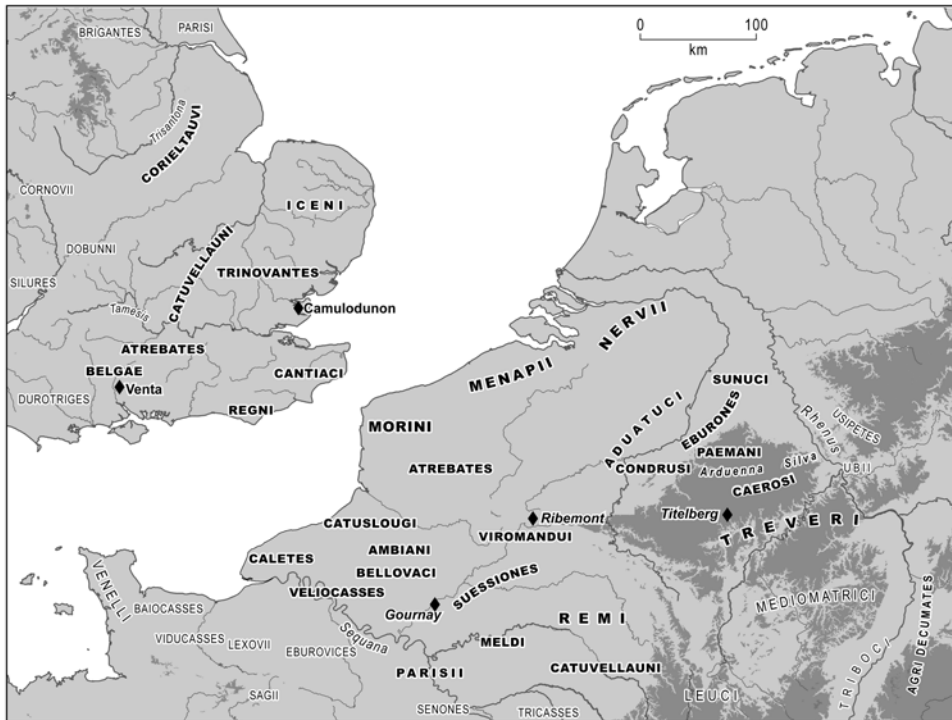 BRIGANTES
PARISI
0 100
km
Trisantona
CORIELTAUVI
CORNOVII
ICENI
DOBUNNI
CATUVELLAUNI
TRINOVANTES
SILURES
Camulodunon
Tamesis
ATREBATES
BELGAE
Venta
CANTIACI
DUROTRIGES
REGNI
NERVII
MENAPII
MORINI
ADUATUCI
SUNUCI
EBURONES
Rhenus
USIPETES
ATREBATES
PAEMANI
CONDRUSI
Arduenna Silva
UBII
CAEROSI
CATUSLOUGI
Ribemont
Titelberg
TREVERI
VIROMANDUI
AMBIANI
CALETES
BELLOVACI
VENELLI
VELIOCASSES
SUESSIONES
BAIOCASSES
Gournay
REMI
MEDIOMATRICI
VIDUCASSES
LEXOVII
Sequana
EBUROVICES
MELDI
PARISII
CATUVELLAUNI
TRIBOCI
AGRI DECUMATES
SAGII
LEUCI
SENONES
TRICASSES